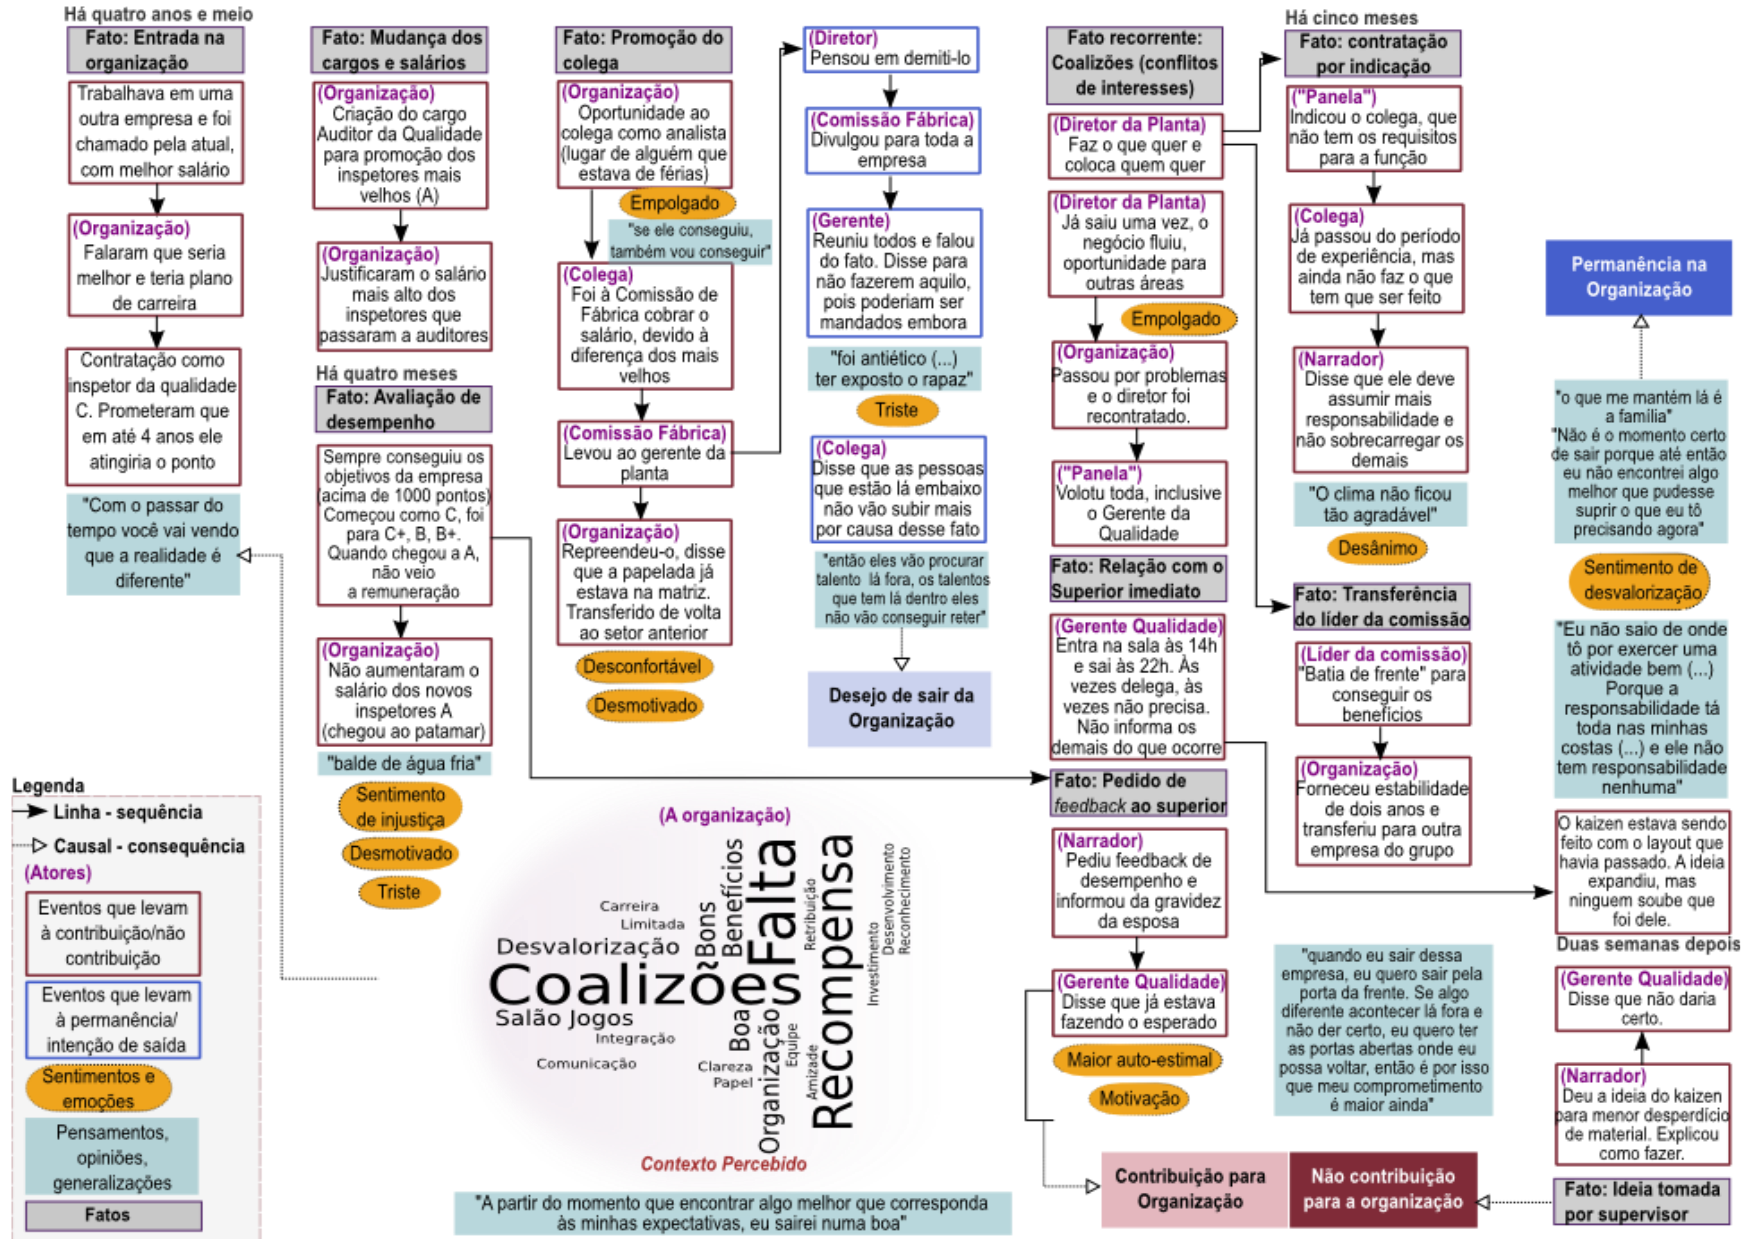 Há quatro anos e meio
Fato: Entrada na
organização
Trabalhava em uma
outra empresa e foi
chamado pela atual,
com melhor salário
(Organização)
Falaram que seria
melhor e teria plano
de carreira
Contratação como
inspetor da qualidade
C. Prometeram que
em até 4 anos ele
atingiria o ponto
"Com o passar do
tempo você vai vendo
que a realidade é
diferente"
Legenda
Linha - sequência
Causal - consequência
(Atores)
Eventos que levam
à contribuição/não
contribuição
Eventos que levam
à permanência/
intenção de saída
Sentimentos e
emoções
Pensamentos,
opiniões,
generalizações
Fatos
Fato: Mudança dos
cargos e salários
(Organização)
Criação do cargo
Auditor da Qualidade
para promoção dos
inspetores mais
velhos (A)
(Organização)
Justificaram o salário
mais alto dos
inspetores que
passaram a auditores
Há quatro meses
Fato: Avaliação de
desempenho
Sempre conseguiu os
objetivos da empresa
(acima de 1000 pontos)
Começou como C, foi
para C+, B, B+.
Quando chegou a A,
não veio
a remuneração
(Organização)
Não aumentaram o
salário dos novos
inspetores A
(chegou ao patamar)
"balde de água fria"
Sentimento
de injustiça
Desmotivado
Triste
Fato: Promoção do
colega
(Organização)
Oportunidade ao
colega como analista
(lugar de alguém que
estava de férias)
Empolgado
"se ele conseguiu,
também vou conseguir"
(Colega)
Foi à Comissão de
Fábrica cobrar o
salário, devido à
diferença dos mais
velhos
(Comissão Fábrica)
Levou ao gerente da
planta
(Organização)
Repreendeu-o, disse
que a papelada já
estava na matriz.
Transferido de volta
ao setor anterior
Desconfortável
Desmotivado
(Diretor)
Pensou em demiti-lo
(Comissão Fábrica)
Divulgou para toda a
empresa
(Gerente)
Reuniu todos e falou
do fato. Disse para
não fazerem aquilo,
pois poderiam ser
mandados embora
"foi antiético (...)
ter exposto o rapaz"
Triste
(Colega)
Disse que as pessoas
que estão lá embaixo
não vão subir mais
por causa desse fato
"então eles vão procurar
talento lá fora, os talentos
que tem lá dentro eles
não vão conseguir reter"
Desejo de sair da
Organização
(A organização)
Carreira
Limitada
Desvalorização
Coalizões
Salão Jogos
Integração
Comunicação
Bons
Benefícios
Falta
Retribuição
Recompensa
Investimento
Desenvolvimento
Reconhecimento
Boa
Organização
Equipe
Amizade
Clareza
Papel
Contexto Percebido
"A partir do momento que encontrar algo melhor que corresponda
às minhas expectativas, eu sairei numa boa"
Fato recorrente:
Coalizões (conflitos
de interesses)
(Diretor da Planta)
Faz o que quer e
coloca quem quer
(Diretor da Planta)
Já saiu uma vez, o
negócio fluiu,
oportunidade para
outras áreas
Empolgado
(Organização)
Passou por problemas
e o diretor foi
recontratado.
("Panela")
Volotu toda, inclusive
o Gerente da
Qualidade
Fato: Relação com o
Superior imediato
(Gerente Qualidade)
Entra na sala às 14h
e sai às 22h. Às
vezes delega, às
vezes não precisa.
Não informa os
demais do que ocorre
Fato: Pedido de
feedback ao superior
(Narrador)
Pediu feedback de
desempenho e
informou da gravidez
da esposa
(Gerente Qualidade)
Disse que já estava
fazendo o esperado
Maior auto-estimal
Motivação
Contribuição para
Organização
Não contribuição
para a organização
Há cinco meses
Fato: contratação
por indicação
("Panela")
Indicou o colega, que
não tem os requisitos
para a função
(Colega)
Já passou do período
de experiência, mas
ainda não faz o que
tem que ser feito
(Narrador)
Disse que ele deve
assumir mais
responsabilidade e
não sobrecarregar os
demais
"O clima não ficou
tão agradável"
Desânimo
Fato: Transferência
do líder da comissão
(Líder da comissão)
"Batia de frente" para
conseguir os
benefícios
(Organização)
Forneceu estabilidade
de dois anos e
transferiu para outra
empresa do grupo
"quando eu sair dessa
empresa, eu quero sair pela
porta da frente. Se algo
diferente acontecer lá fora e
não der certo, eu quero ter
as portas abertas onde eu
possa voltar, então é por isso
que meu comprometimento
é maior ainda"
Permanência na
Organização
"o que me mantém lá é
a família"
"Não é o momento certo
de sair porque até então
eu não encontrei algo
melhor que pudesse
suprir o que eu tô
precisando agora"
Sentimento de
desvalorização
"Eu não saio de onde
tô por exercer uma
atividade bem (...)
Porque a
responsabilidade tá
toda nas minhas
costas (...) e ele não
tem responsabilidade
nenhuma"
O kaizen estava sendo
feito com o layout que
havia passado. A ideia
expandiu, mas
ninguem soube que
foi dele.
Duas semanas depois
(Gerente Qualidade)
Disse que não daria
certo.
(Narrador)
Deu a ideia do kaizen
para menor desperdício
de material. Explicou
como fazer.
Fato: Ideia tomada
por supervisor